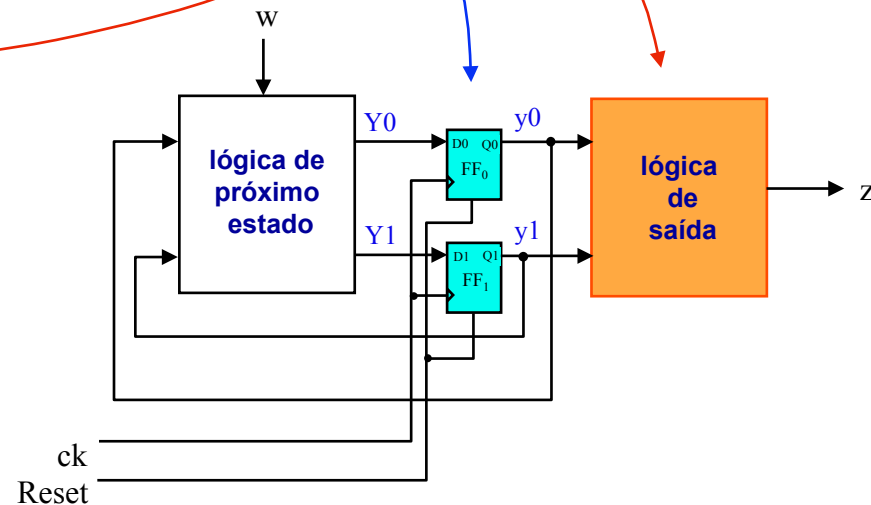 w
Y0
y0
D0 Q0
FF0
lógica de
próximo
estado
lógica
de
saída
z
Y1
y1
D1 Q1
FF1
ck
Reset